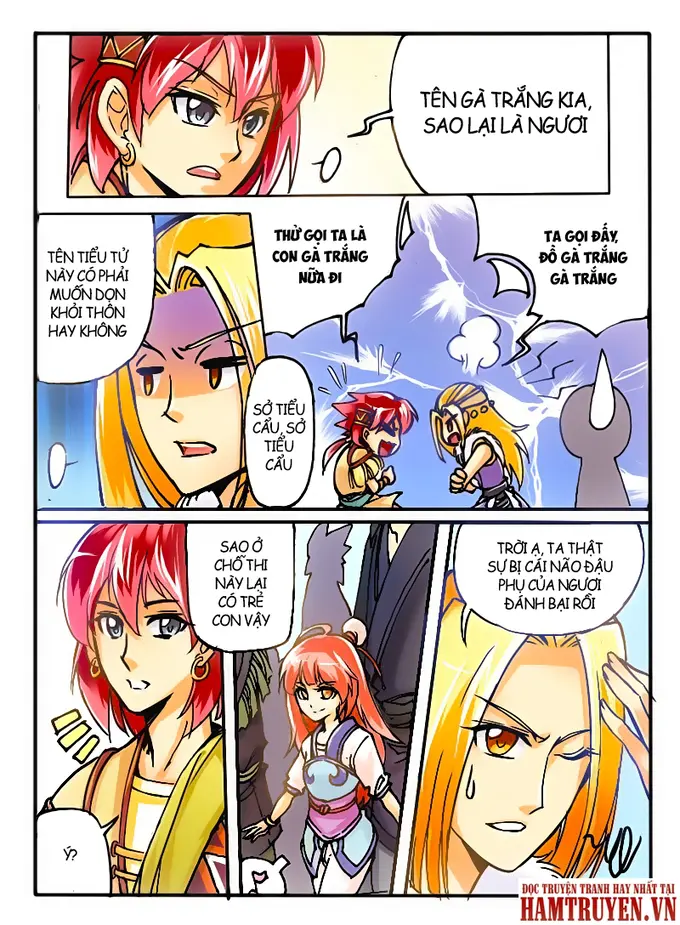 TÊN GÀ TRẮNG KIA,
SAO LẠI LÀ NGƯƠI
TÊN TIỂU TỬ
NÀY CÓ PHẢI
MUỐN DỌN
KHỎI THÔN
HAY KHÔNG
THỬ GỌI TA LÀ
CON GÀ TRẮNG
NỮA ĐI
TA GỌI ĐẤY,
ĐỒ GÀ TRẮNG
GÀ TRẮNG
SỞ TIỂU
CẨU, SỞ
TIỂU
CẨU
SAO Ở
CHỖ THI
NÀY LẠI
CÓ TRẺ
CON VẬY
TRỜI Ạ, TA THẬT
SỰ BỊ CÁI NÃO ĐẬU
PHỤ CỦA NGƯƠI
ĐÁNH BẠI RỒI
Ý?
ĐỌC TRUYỆN TRANH HAY NHẤT TẠI
HAMTRUYEN.VN